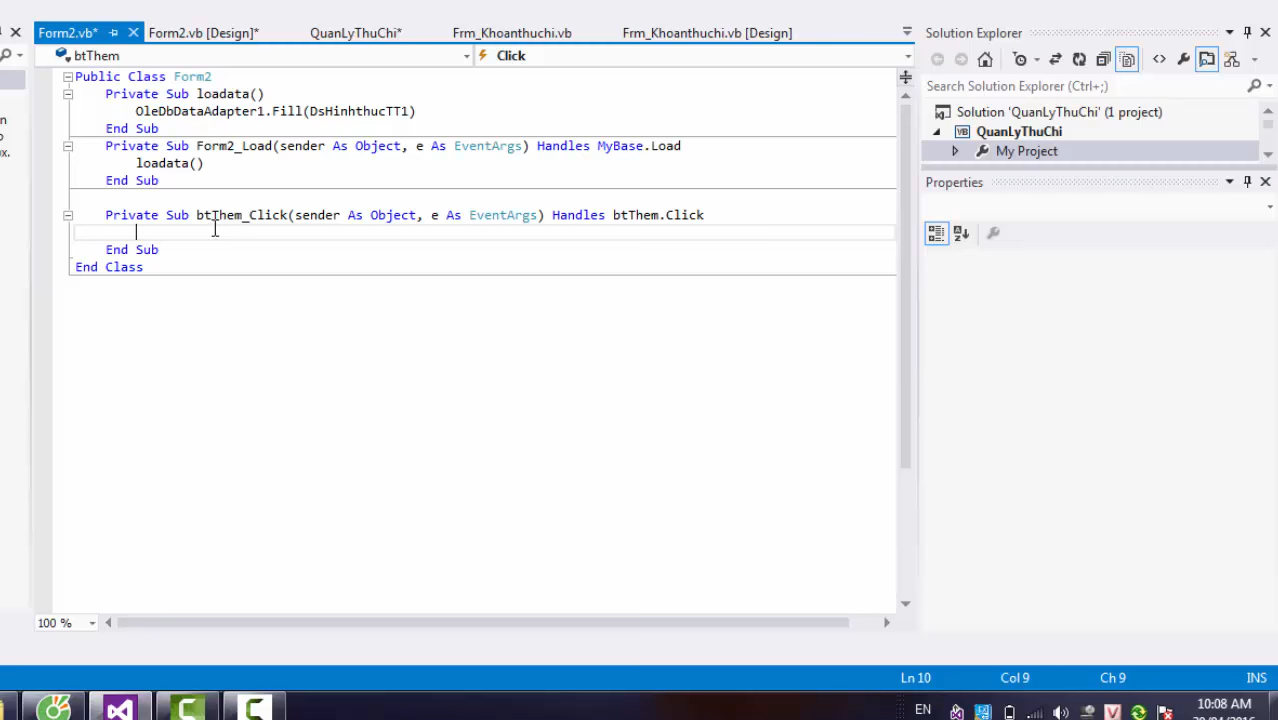 Form2.vb*
Form2.vb [Design]*
QuanLyThuChi*
Frm_Khoanthuchi.vb
Frm_Khoanthuchi.vb [Design]
Solution Explorer
btThem
Click
Public Class Form2
Private Sub loadata()
OleDbDataAdapter1.Fill(DsHinhthucTT1)
End Sub
Private Sub Form2_Load(sender As Object, e As EventArgs) Handles MyBase.Load
loadata()
End Sub
Private Sub btThem_Click(sender As Object, e As EventArgs) Handles btThem.Click
End Sub
End Class
Search Solution Explorer (Ctrl+;)
Solution 'QuanLyThuChi' (1 project)
VB QuanLyThuChi
My Project
Properties
100 %
Ln 10
Col 9
Ch 9
INS
EN
10:08 AM